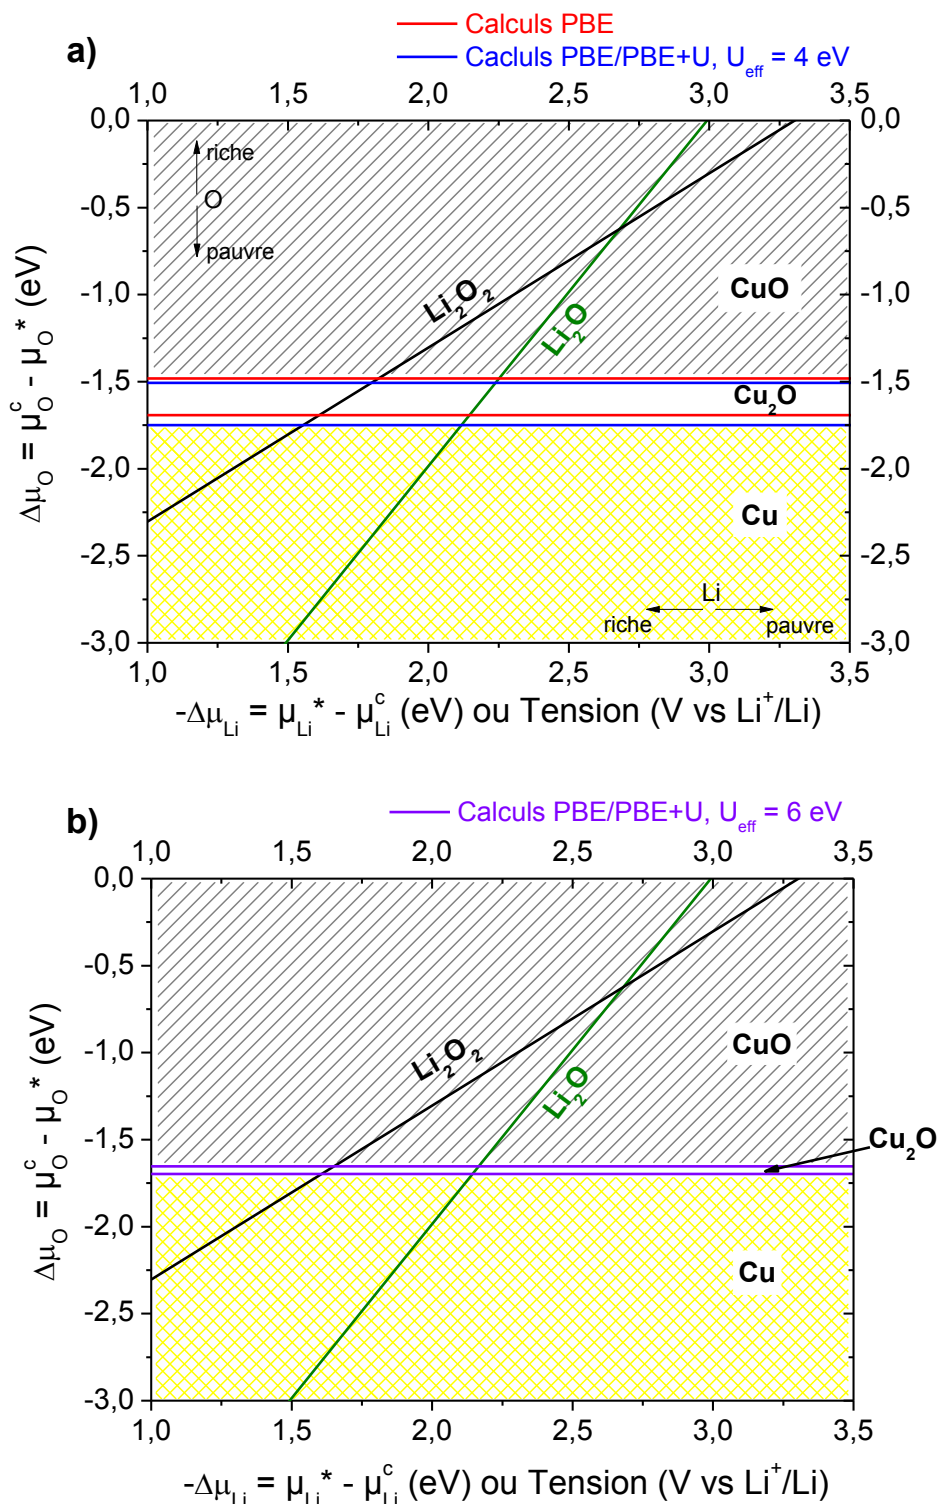 Calculs PBE
a)
Caclculs PBE/PBE+U, U_eff = 4 eV
1,0 1,5 2,0 2,5 3,0 3,5
0,0 0,0
riche
O
pauvre
-0,5 -0,5
Li₂O₂
Li₂O
CuO
-1,0 -1,0
-1,5 -1,5
Cu₂O
-2,0 -2,0
Cu
-2,5 -2,5
Li
riche pauvre
-3,0 -3,0
1,0 1,5 2,0 2,5 3,0 3,5
Δμ_O = μ_O^c - μ_O* (eV)
-Δμ_Li = μ_Li* - μ_Li^c (eV) ou Tension (V vs Li⁺/Li)
b)
Calculs PBE/PBE+U, U_eff = 6 eV
1,0 1,5 2,0 2,5 3,0 3,5
0,0
-0,5
Li₂O₂
Li₂O
CuO
-1,0
-1,5
Cu₂O
-2,0
Cu
-2,5
-3,0
1,0 1,5 2,0 2,5 3,0 3,5
Δμ_O = μ_O^c - μ_O* (eV)
-Δμ_Li = μ_Li* - μ_Li^c (eV) ou Tension (V vs Li⁺/Li)